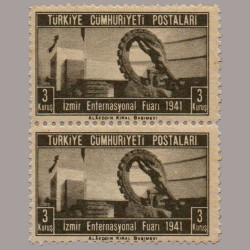 TÜRKİYE CUMHURİYETİ POSTALARI
3 Kuruş
3 Kuruş
İzmir Enternasyonal Fuarı 1941
ALÂEDDİN KIRAL BASIMEVİ
TÜRKİYE CUMHURİYETİ POSTALARI
3 Kuruş
3 Kuruş
İzmir Enternasyonal Fuarı 1941
ALÂEDDİN KIRAL BASIMEVİ